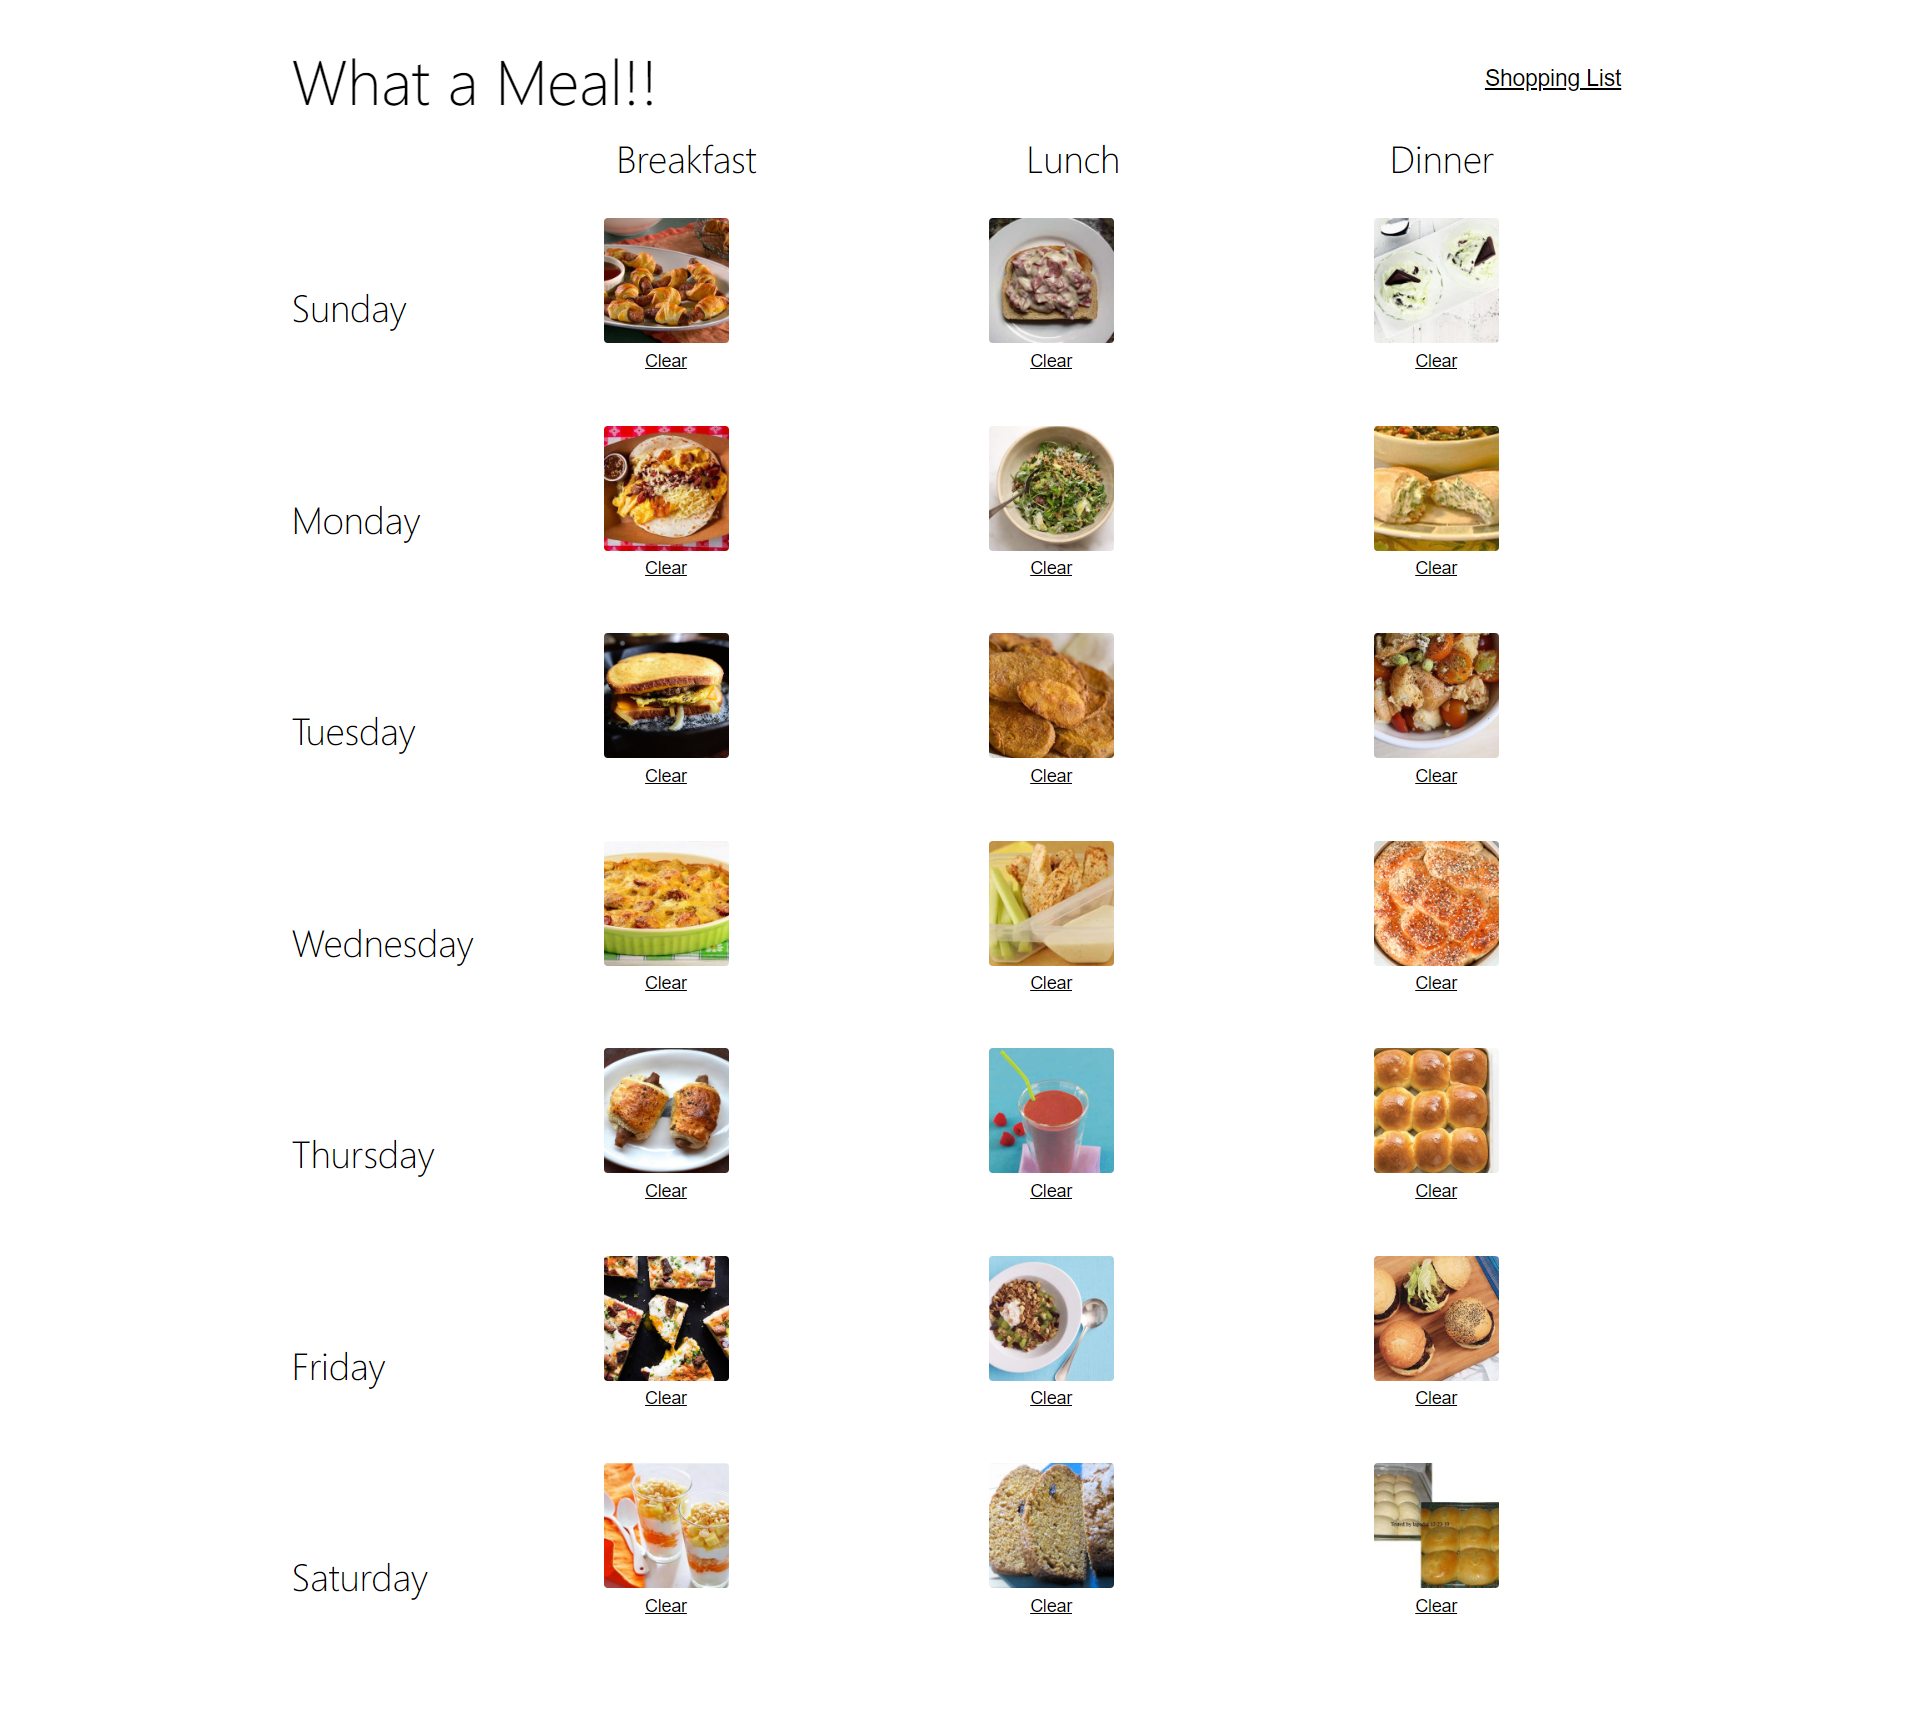 What a Meal!!
Shopping List
Breakfast Lunch Dinner
Sunday
Clear Clear Clear
Monday
Clear Clear Clear
Tuesday
Clear Clear Clear
Wednesday
Clear Clear Clear
Thursday
Clear Clear Clear
Friday
Clear Clear Clear
Saturday
Clear Clear Clear